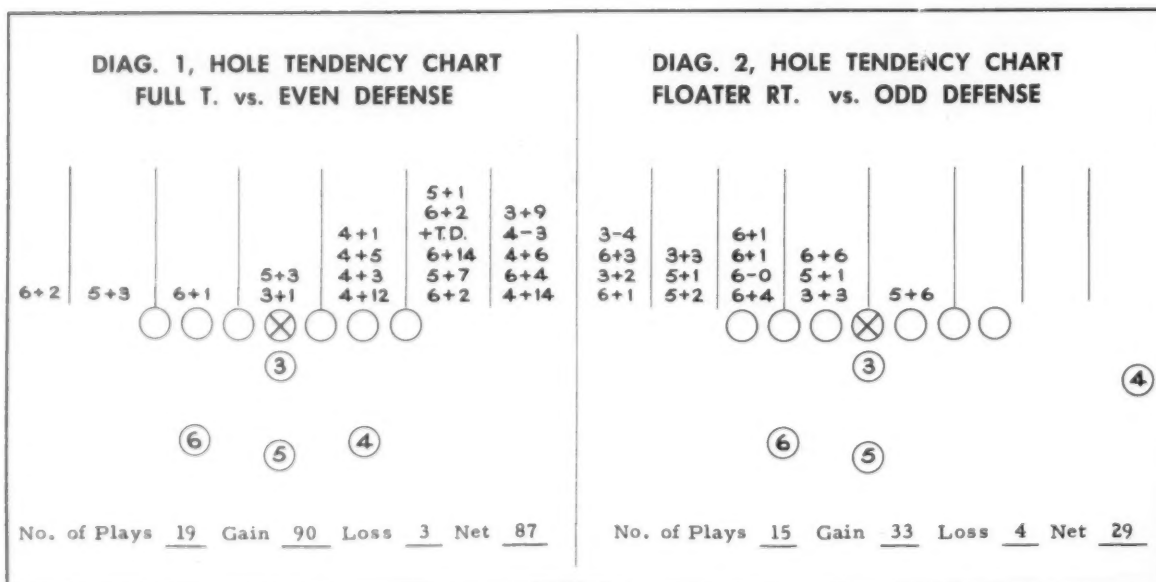 DIAG. 1, HOLE TENDENCY CHART
FULL T. vs. EVEN DEFENSE
5+1
6+2 3+9
4+1 +T.D. 4-3
4+5 6+14 4+6
5+3 4+3 5+7 6+4
6+2 5+3 6+1 3+1 4+12 6+2 4+14
3
6 5 4
No. of Plays 19 Gain 90 Loss 3 Net 87
DIAG. 2, HOLE TENDENCY CHART
FLOATER RT. vs. ODD DEFENSE
3-4 6+1
6+3 3+3 6+1 6+6
3+2 5+1 6-0 5+1
6+1 5+2 6+4 3+3 5+6
3 4
6 5
No. of Plays 15 Gain 33 Loss 4 Net 29